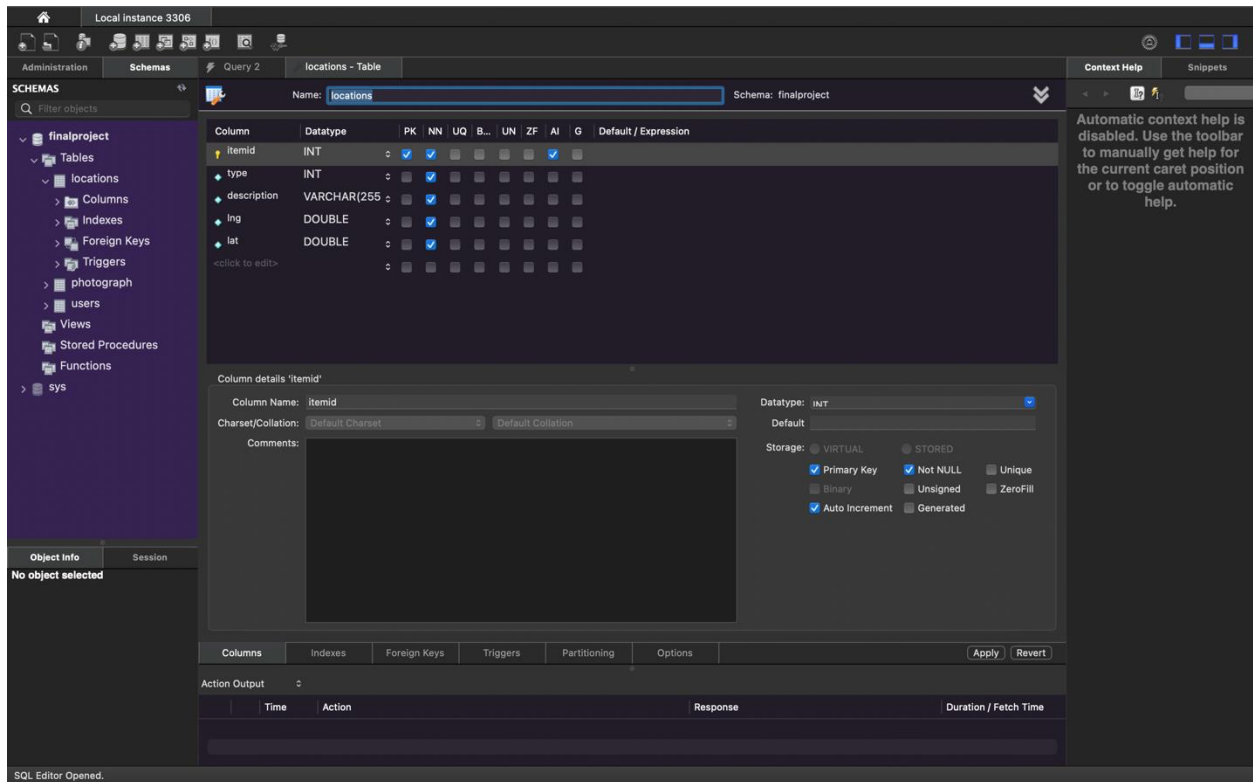 Local instance 3306
Administration
Schemas
Query 2
locations - Table
Context Help
Snippets
SCHEMAS
Filter objects
finalproject
Tables
locations
Columns
Indexes
Foreign Keys
Triggers
photograph
users
Views
Stored Procedures
Functions
sys
Object Info
Session
No object selected
Name: locations
Schema: finalproject
Column Datatype PK NN UQ B... UN ZF AI G Default / Expression
itemid INT
type INT
description VARCHAR(255
lng DOUBLE
lat DOUBLE
<click to edit>
Column details 'itemid'
Column Name: itemid
Charset/Collation: Default Charset Default Collation
Comments:
Datatype: INT
Default
Storage: VIRTUAL STORED
Primary Key Not NULL Unique
Binary Unsigned ZeroFill
Auto Increment Generated
Columns Indexes Foreign Keys Triggers Partitioning Options
Apply Revert
Action Output
Time Action Response Duration / Fetch Time
Automatic context help is
disabled. Use the toolbar
to manually get help for
the current caret position
or to toggle automatic
help.
SQL Editor Opened.